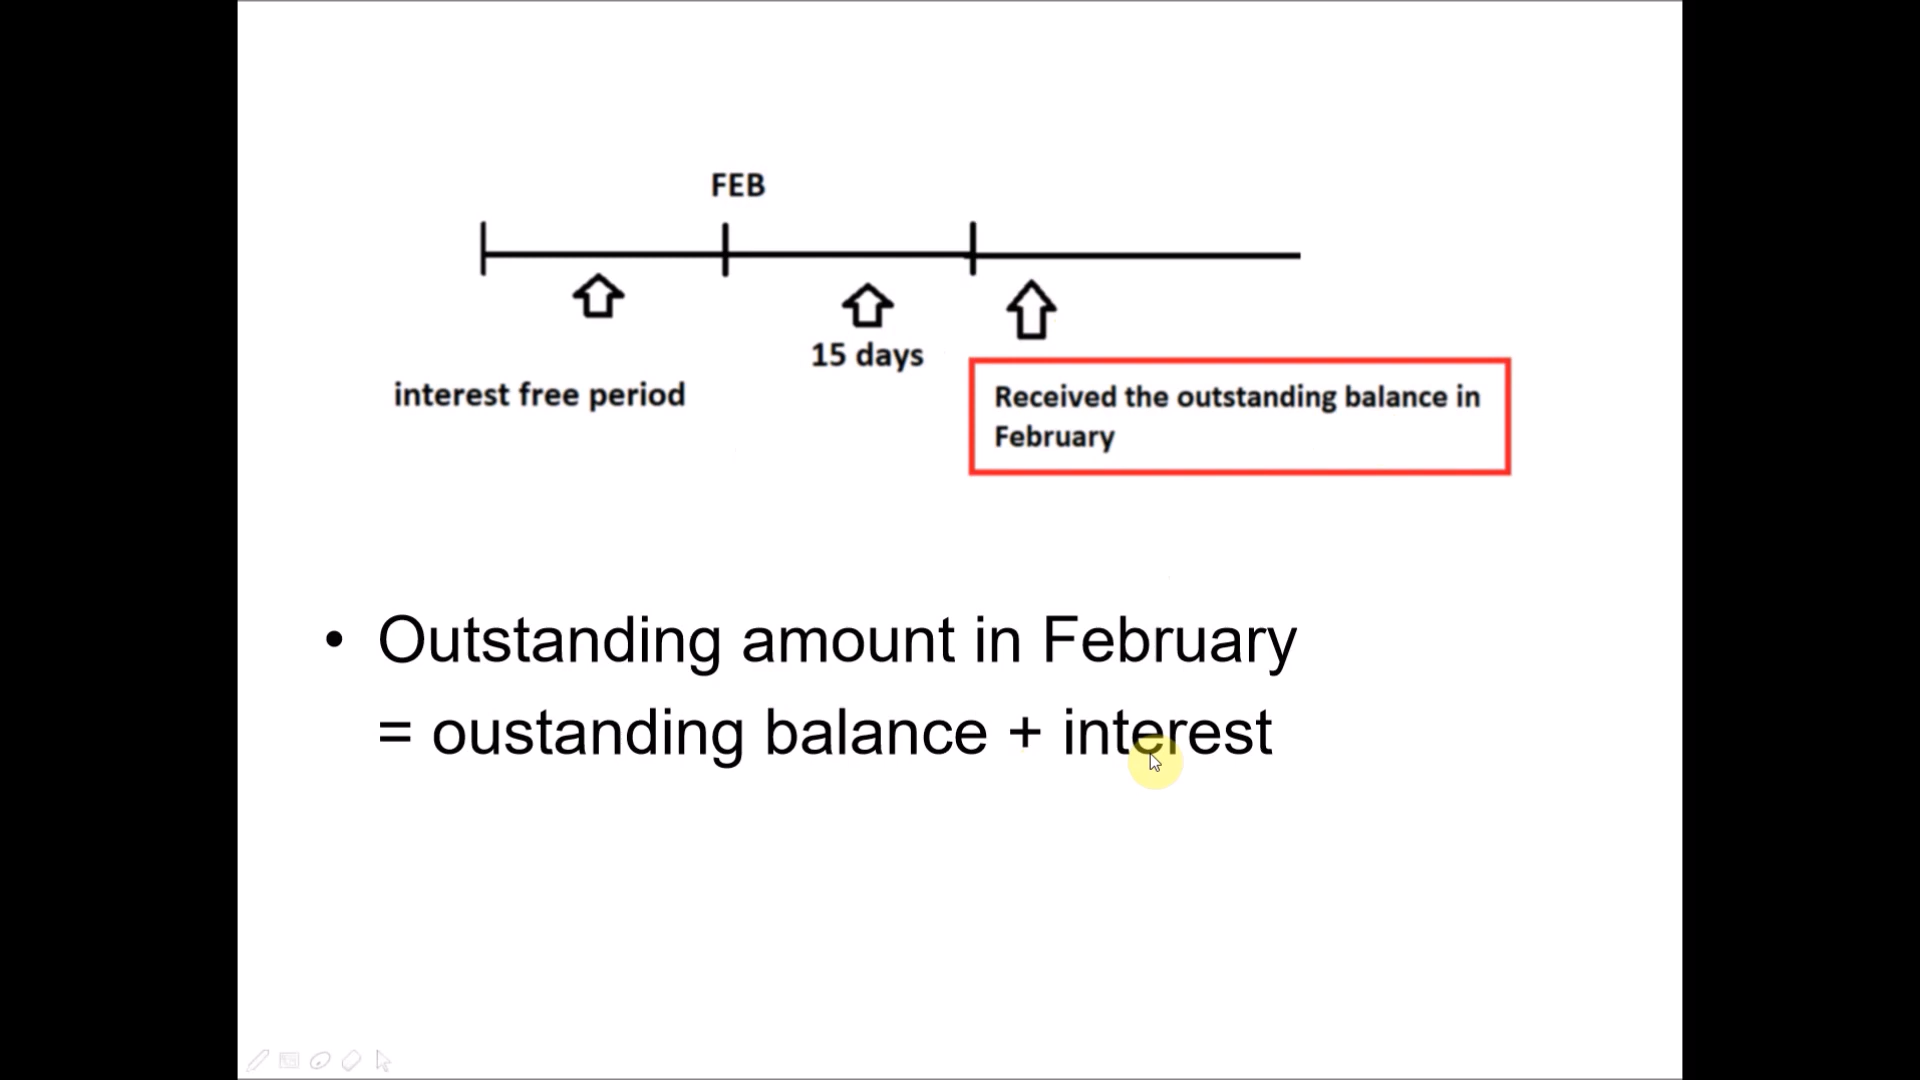 FEB
15 days
interest free period
Received the outstanding balance in
February
• Outstanding amount in February
= oustanding balance + interest